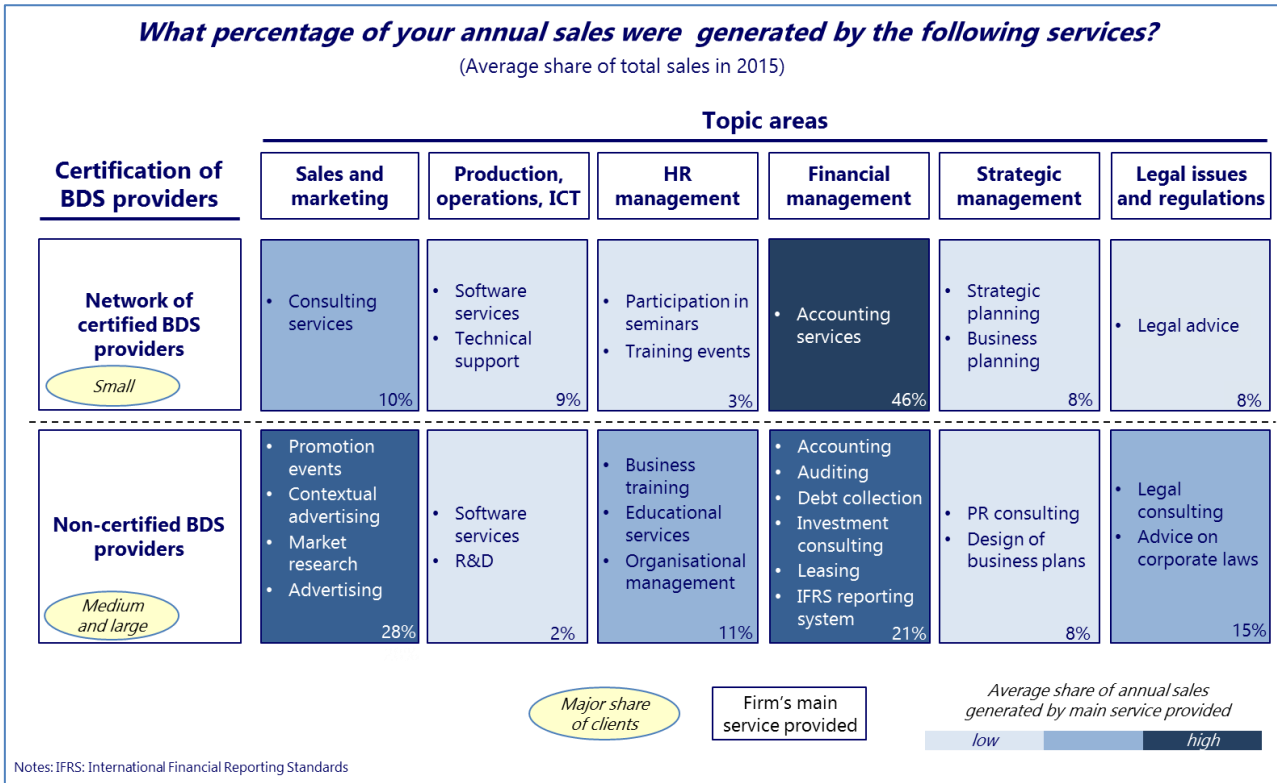 What percentage of your annual sales were generated by the following services?
(Average share of total sales in 2015)
Topic areas
Certification of
BDS providers
Sales and
marketing
Production,
operations, ICT
HR
management
Financial
management
Strategic
management
Legal issues
and regulations
Network of
certified BDS
providers
Small
• Consulting
services
10%
• Software
services
• Technical
support
9%
• Participation in
seminars
• Training events
3%
• Accounting
services
46%
• Strategic
planning
• Business
planning
8%
• Legal advice
8%
Non-certified BDS
providers
Medium
and large
• Promotion
events
• Contextual
advertising
• Market
research
• Advertising
28%
• Software
services
• R&D
2%
• Business
training
• Educational
services
• Organisational
management
11%
• Accounting
• Auditing
• Debt collection
• Investment
consulting
• Leasing
• IFRS reporting
system
21%
• PR consulting
• Design of
business plans
8%
• Legal
consulting
• Advice on
corporate laws
15%
Major share
of clients
Firm's main
service provided
Average share of annual sales
generated by main service provided
low
high
Notes: IFRS: International Financial Reporting Standards